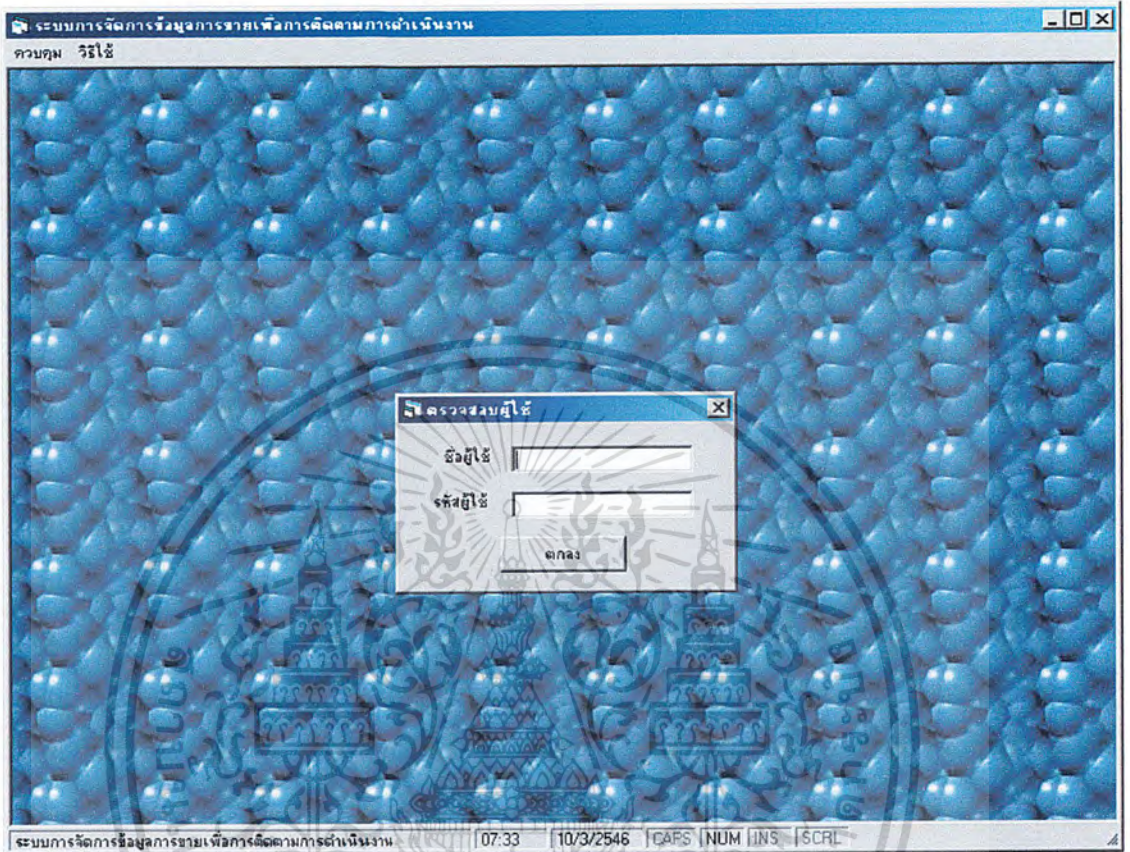 ระบบการจัดการข้อมูลการขายเพื่อการติดตามการดำเนินงาน
ควบคุม วิธีใช้
ตรวจสอบผู้ใช้
ชื่อผู้ใช้
รหัสผู้ใช้
ตกลง
ระบบการจัดการข้อมูลการขายเพื่อการติดตามการดำเนินงาน 07:33 10/3/2546 CAPS NUM INS SCRL